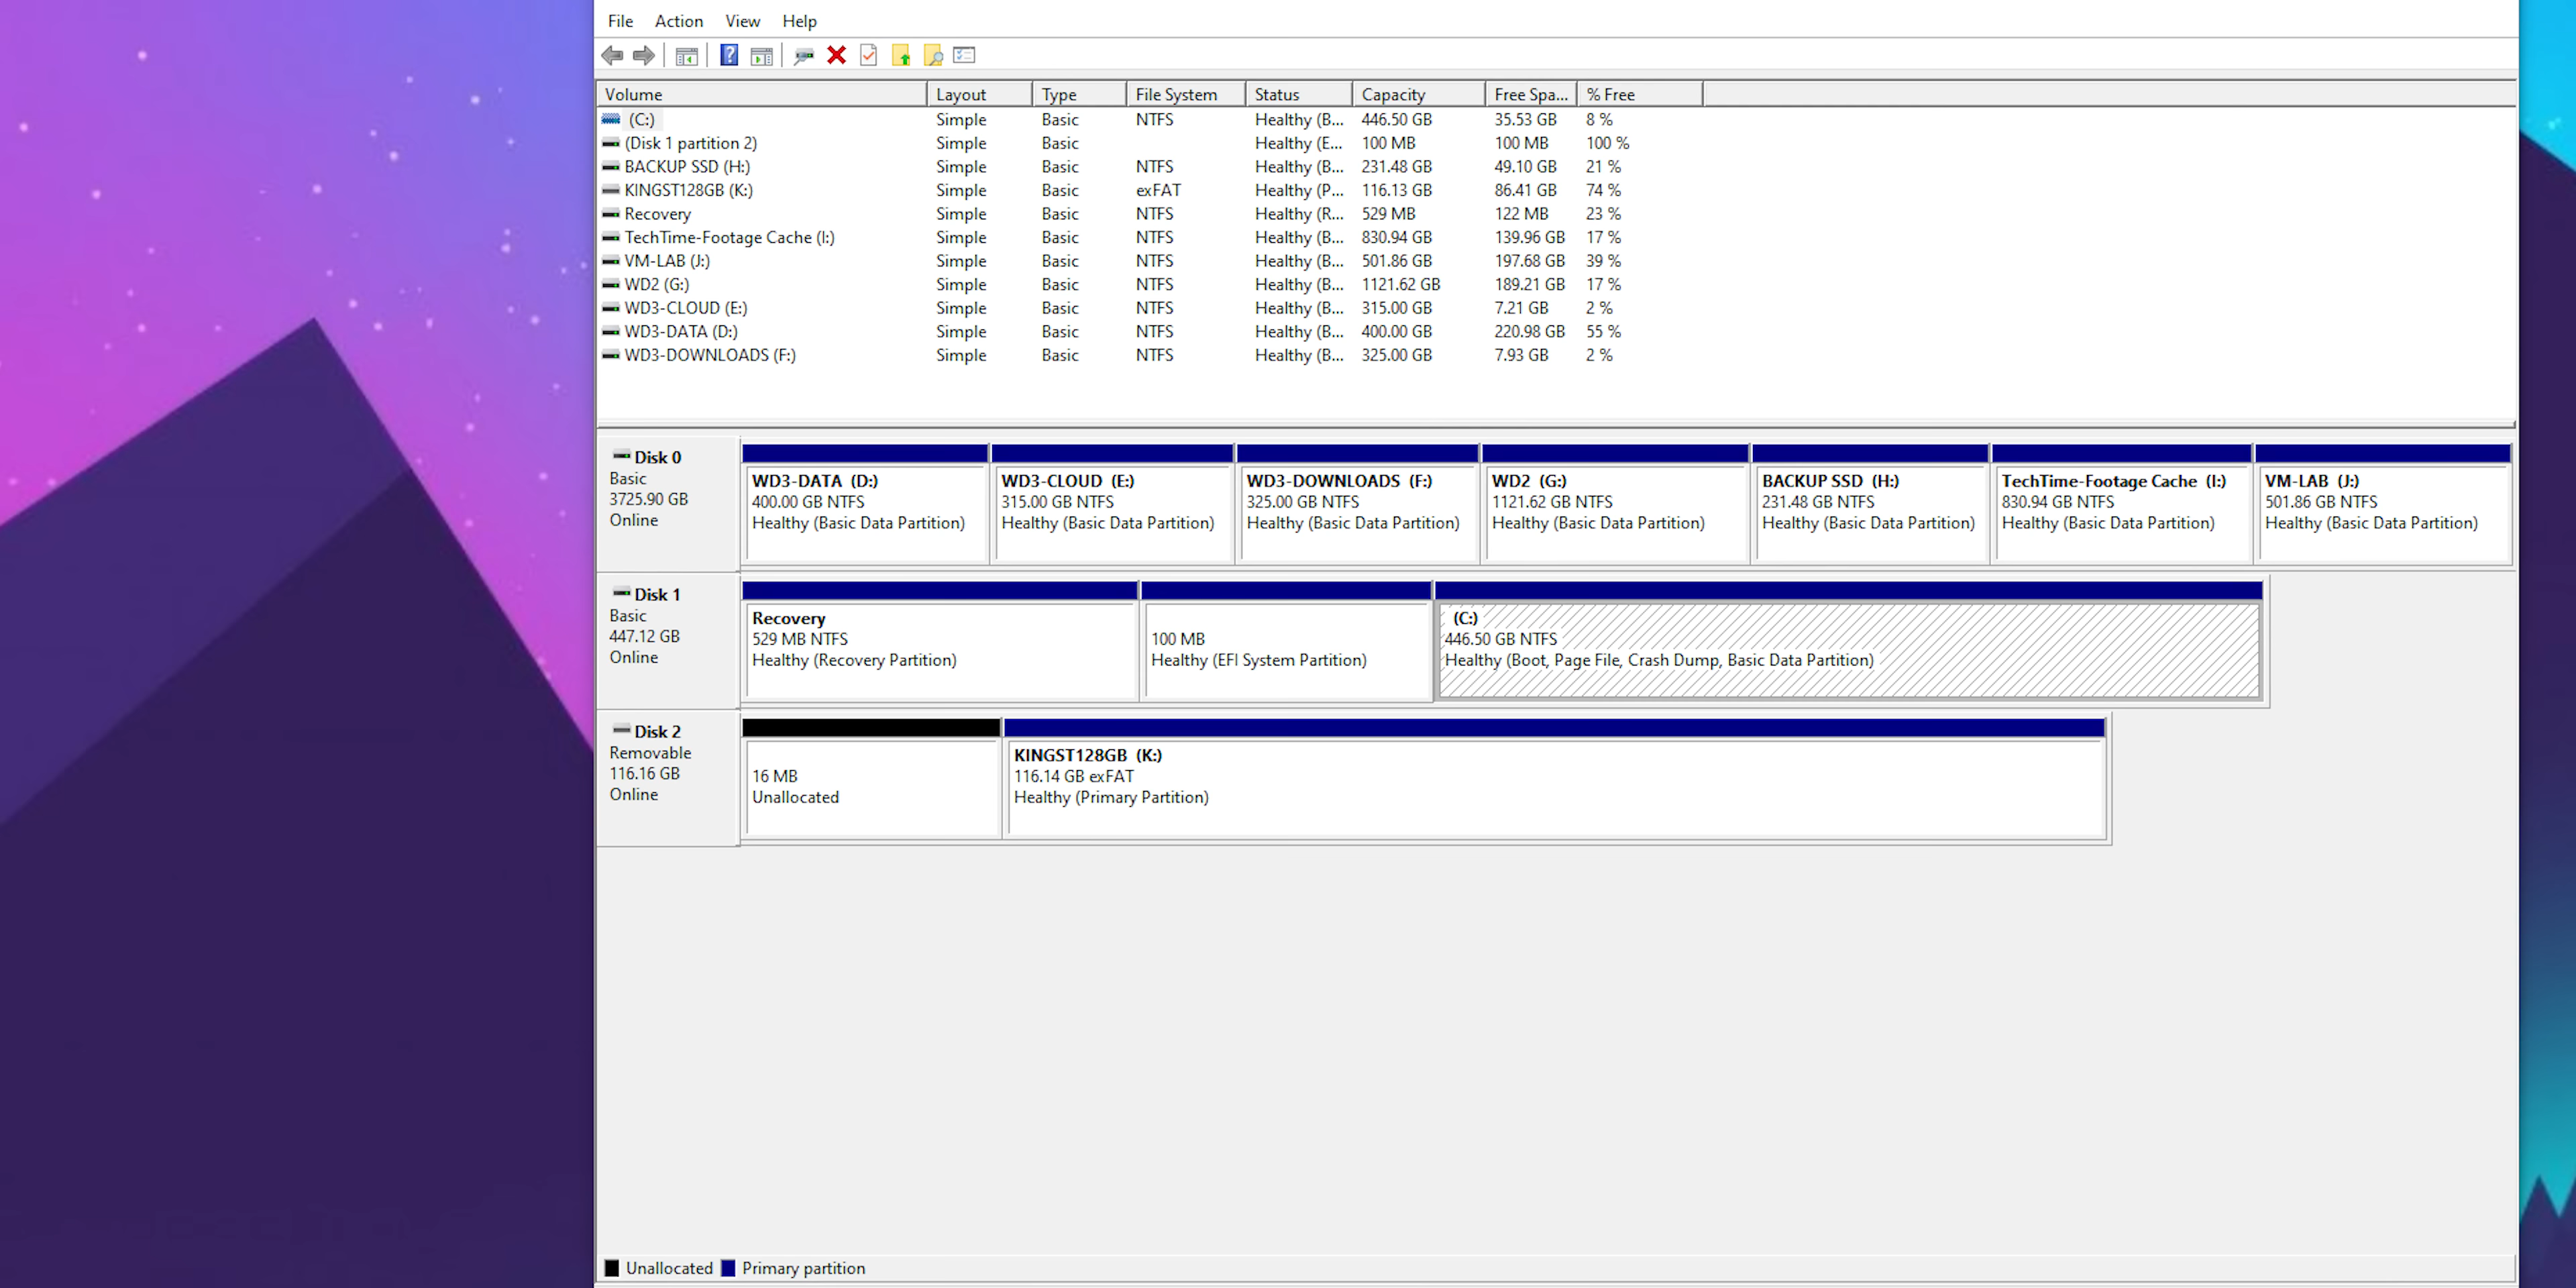 File Action View Help
Volume Layout Type File System Status Capacity Free Spa... % Free
(C:) Simple Basic NTFS Healthy (B... 446.50 GB 35.53 GB 8 %
(Disk 1 partition 2) Simple Basic Healthy (E... 100 MB 100 MB 100 %
BACKUP SSD (H:) Simple Basic NTFS Healthy (B... 231.48 GB 49.10 GB 21 %
KINGST128GB (K:) Simple Basic exFAT Healthy (P... 116.13 GB 86.41 GB 74 %
Recovery Simple Basic NTFS Healthy (R... 529 MB 122 MB 23 %
TechTime-Footage Cache (I:) Simple Basic NTFS Healthy (B... 830.94 GB 139.96 GB 17 %
VM-LAB (J:) Simple Basic NTFS Healthy (B... 501.86 GB 197.68 GB 39 %
WD2 (G:) Simple Basic NTFS Healthy (B... 1121.62 GB 189.21 GB 17 %
WD3-CLOUD (E:) Simple Basic NTFS Healthy (B... 315.00 GB 7.21 GB 2 %
WD3-DATA (D:) Simple Basic NTFS Healthy (B... 400.00 GB 220.98 GB 55 %
WD3-DOWNLOADS (F:) Simple Basic NTFS Healthy (B... 325.00 GB 7.93 GB 2 %
Disk 0
Basic
3725.90 GB
Online
WD3-DATA (D:)
400.00 GB NTFS
Healthy (Basic Data Partition)
WD3-CLOUD (E:)
315.00 GB NTFS
Healthy (Basic Data Partition)
WD3-DOWNLOADS (F:)
325.00 GB NTFS
Healthy (Basic Data Partition)
WD2 (G:)
1121.62 GB NTFS
Healthy (Basic Data Partition)
BACKUP SSD (H:)
231.48 GB NTFS
Healthy (Basic Data Partition)
TechTime-Footage Cache (I:)
830.94 GB NTFS
Healthy (Basic Data Partition)
VM-LAB (J:)
501.86 GB NTFS
Healthy (Basic Data Partition)
Disk 1
Basic
447.12 GB
Online
Recovery
529 MB NTFS
Healthy (Recovery Partition)
100 MB
Healthy (EFI System Partition)
(C:)
446.50 GB NTFS
Healthy (Boot, Page File, Crash Dump, Basic Data Partition)
Disk 2
Removable
116.16 GB
Online
16 MB
Unallocated
KINGST128GB (K:)
116.14 GB exFAT
Healthy (Primary Partition)
Unallocated Primary partition